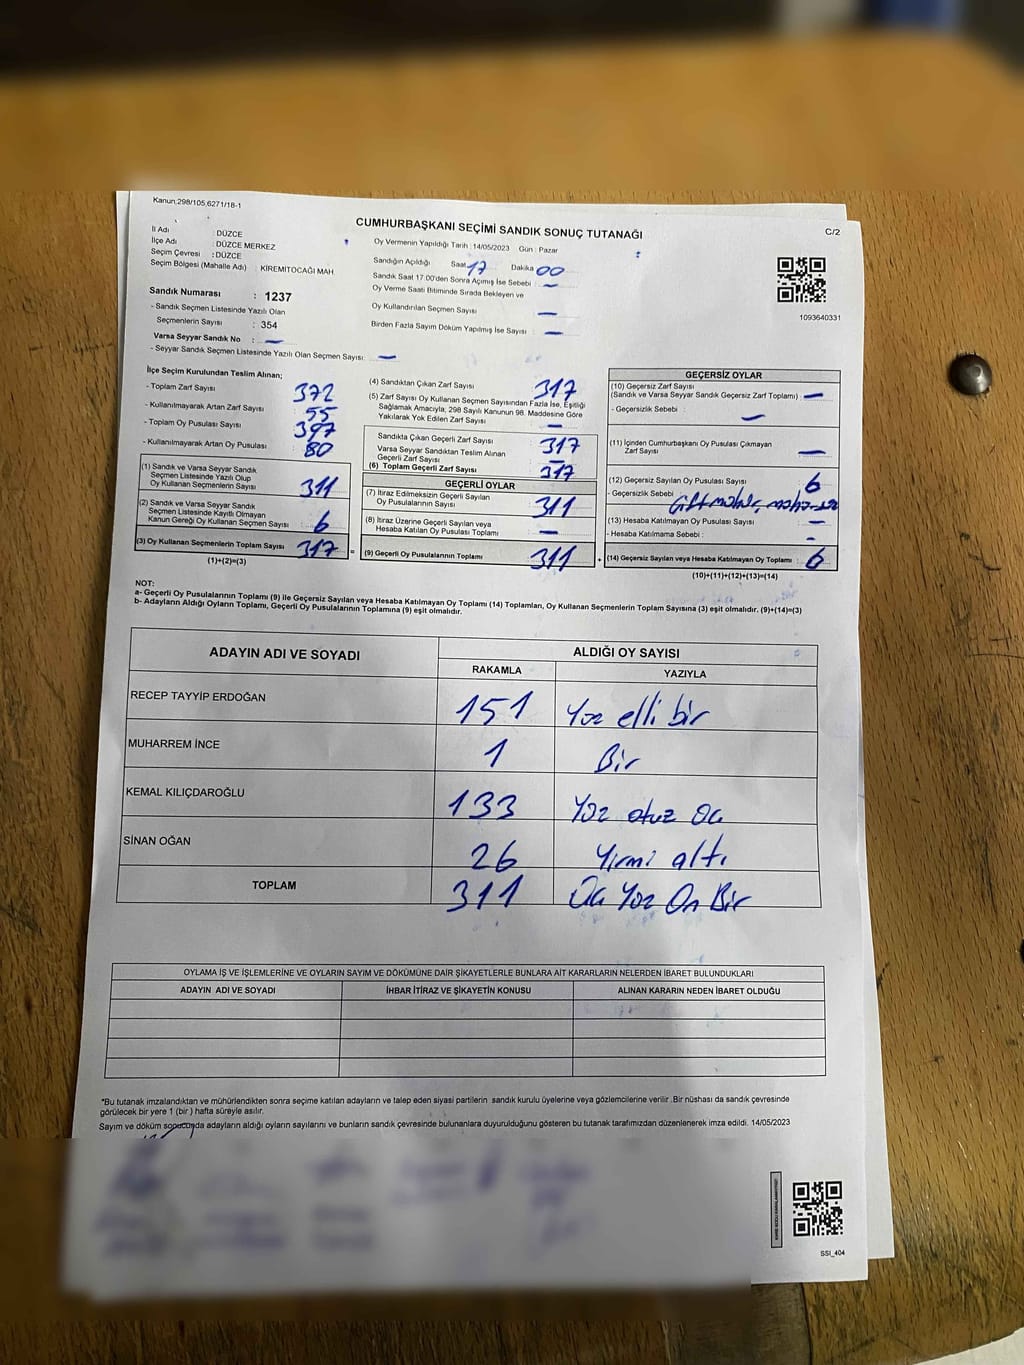 Kanun,298/105,6271/18-1
CUMHURBAŞKANI SEÇİMİ SANDIK SONUÇ TUTANAĞI
C/2
İl Adı : DÜZCE
İlçe Adı : DÜZCE MERKEZ
Seçim Çevresi : DÜZCE
Seçim Bölgesi (Mahalle Adı) : KİREMİTOCAĞI MAH
Sandık Numarası : 1237
- Sandık Seçmen Listesinde Yazılı Olan
Seçmenlerin Sayısı : 354
Varsa Seyyar Sandık No : —
- Seyyar Sandık Seçmen Listesinde Yazılı Olan Seçmen Sayısı: —
Oy Vermenin Yapıldığı Tarih : 14/05/2023 Gün : Pazar
Sandığın Açıldığı Saat 17 Dakika 00
Sandık Saat 17:00'den Sonra Açımış İse Sebebi : —
Oy Verme Saati Bitiminde Sırada Bekleyen ve
Oy Kullandırılan Seçmen Sayısı —
Birden Fazla Sayım Döküm Yapılmış İse Sayısı : —
1093640331
İlçe Seçim Kurulundan Teslim Alınan;
- Toplam Zarf Sayısı 372
- Kullanılmayarak Artan Zarf Sayısı 55
- Toplam Oy Pusulası Sayısı 397
- Kullanılmayarak Artan Oy Pusulası 80
(1) Sandık ve Varsa Seyyar Sandık
Seçmen Listesinde Yazılı Olup
Oy Kullanan Seçmenlerin Sayısı 311
(2) Sandık ve Varsa Seyyar Sandık
Seçmen Listesinde Kayıtlı Olmayan
Kanun Gereği Oy Kullanan Seçmen Sayısı 6
(3) Oy Kullanan Seçmenlerin Toplam Sayısı 317 =
(1)+(2)=(3)
(4) Sandıktan Çıkan Zarf Sayısı 317
(5) Zarf Sayısı Oy Kullanan Seçmen Sayısından Fazla İse, Eşitliği
Sağlamak Amacıyla, 298 Sayılı Kanunun 98. Maddesine Göre
Yakılarak Yok Edilen Zarf Sayısı —
Sandıkta Çıkan Geçerli Zarf Sayısı 317
Varsa Seyyar Sandıktan Teslim Alınan
Geçerli Zarf Sayısı —
(6) Toplam Geçerli Zarf Sayısı 317
GEÇERLİ OYLAR
(7) İtiraz Edilmeksizin Geçerli Sayılan
Oy Pusulalarının Sayısı 311
(8) İtiraz Üzerine Geçerli Sayılan veya
Hesaba Katılan Oy Pusulası Toplamı —
(9) Geçerli Oy Pusulalarının Toplamı 311 +
GEÇERSİZ OYLAR
(10) Geçersiz Zarf Sayısı
(Sandık ve Varsa Seyyar Sandık Geçersiz Zarf Toplamı) : —
- Geçersizlik Sebebi : —
(11) İçinden Cumhurbaşkanı Oy Pusulası Çıkmayan
Zarf Sayısı —
(12) Geçersiz Sayılan Oy Pusulası Sayısı 6
- Geçersizlik Sebebi
(13) Hesaba Katılmayan Oy Pusulası Sayısı —
- Hesaba Katılmama Sebebi : —
(14) Geçersiz Sayılan veya Hesaba Katılmayan Oy Toplamı : 6
(10)+(11)+(12)+(13)=(14)
NOT:
a- Geçerli Oy Pusulalarının Toplamı (9) ile Geçersiz Sayılan veya Hesaba Katılmayan Oy Toplamı (14) Toplamları, Oy Kullanan Seçmenlerin Toplam Sayısına (3) eşit olmalıdır. (9)+(14)=(3)
b- Adayların Aldığı Oyların Toplamı, Geçerli Oy Pusulalarının Toplamına (9) eşit olmalıdır.
ADAYIN ADI VE SOYADI ALDIĞI OY SAYISI
RAKAMLA YAZIYLA
RECEP TAYYİP ERDOĞAN 151 Yüz elli bir
MUHARREM İNCE 1 Bir
KEMAL KILIÇDAROĞLU 133 Yüz otuz Üç
SİNAN OĞAN 26 Yirmi altı
TOPLAM 311 Üç Yüz On Bir
OYLAMA İŞ VE İŞLEMLERİNE VE OYLARIN SAYIM VE DÖKÜMÜNE DAİR ŞİKAYETLERLE BUNLARA AİT KARARLARIN NELERDEN İBARET BULUNDUKLARI
ADAYIN ADI VE SOYADI İHBAR İTİRAZ VE ŞİKAYETİN KONUSU ALINAN KARARIN NEDEN İBARET OLDUĞU
*Bu tutanak imzalandıktan ve mühürlendikten sonra seçime katılan adayların ve talep eden siyasi partilerin sandık kurulu üyelerine veya gözlemcilerine verilir .Bir nüshası da sandık çevresinde
görülecek bir yere 1 (bir ) hafta süreyle asılır.
Sayım ve döküm sonucunda adayların aldığı oyların sayılarını ve bunların sandık çevresinde bulunanlara duyurulduğunu gösteren bu tutanak tarafımızdan düzenlenerek imza edildi. 14/05/2023
SSI_404